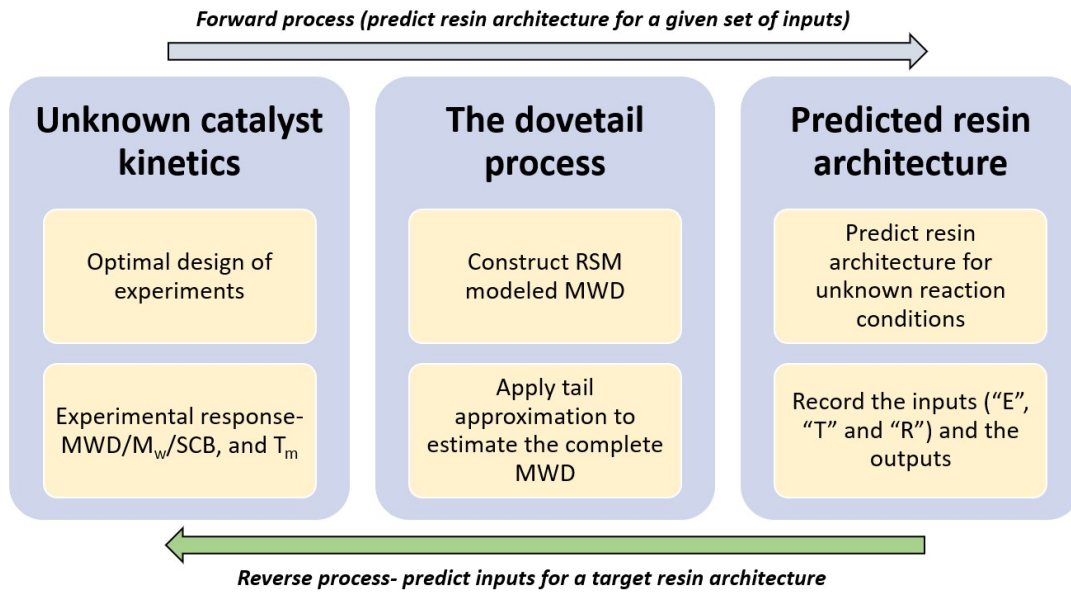 Forward process (predict resin architecture for a given set of inputs)
Unknown catalyst
kinetics
Optimal design of
experiments
Experimental response-
MWD/Mw/SCB, and Tm
The dovetail
process
Construct RSM
modeled MWD
Apply tail
approximation to
estimate the complete
MWD
Predicted resin
architecture
Predict resin
architecture for
unknown reaction
conditions
Record the inputs (“E”,
“T” and “R”) and the
outputs
Reverse process- predict inputs for a target resin architecture